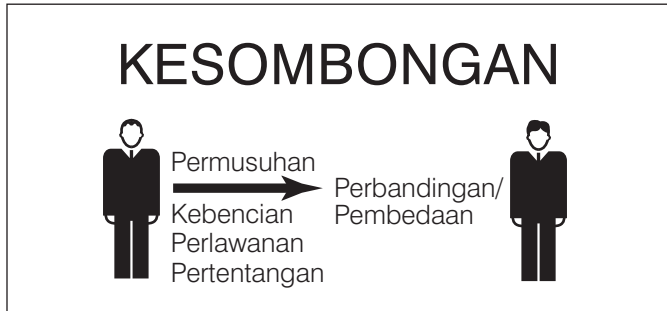 KESOMBONGAN
Permusuhan
Perbandingan/
Pembedaan
Kebencian
Perlawanan
Pertentangan